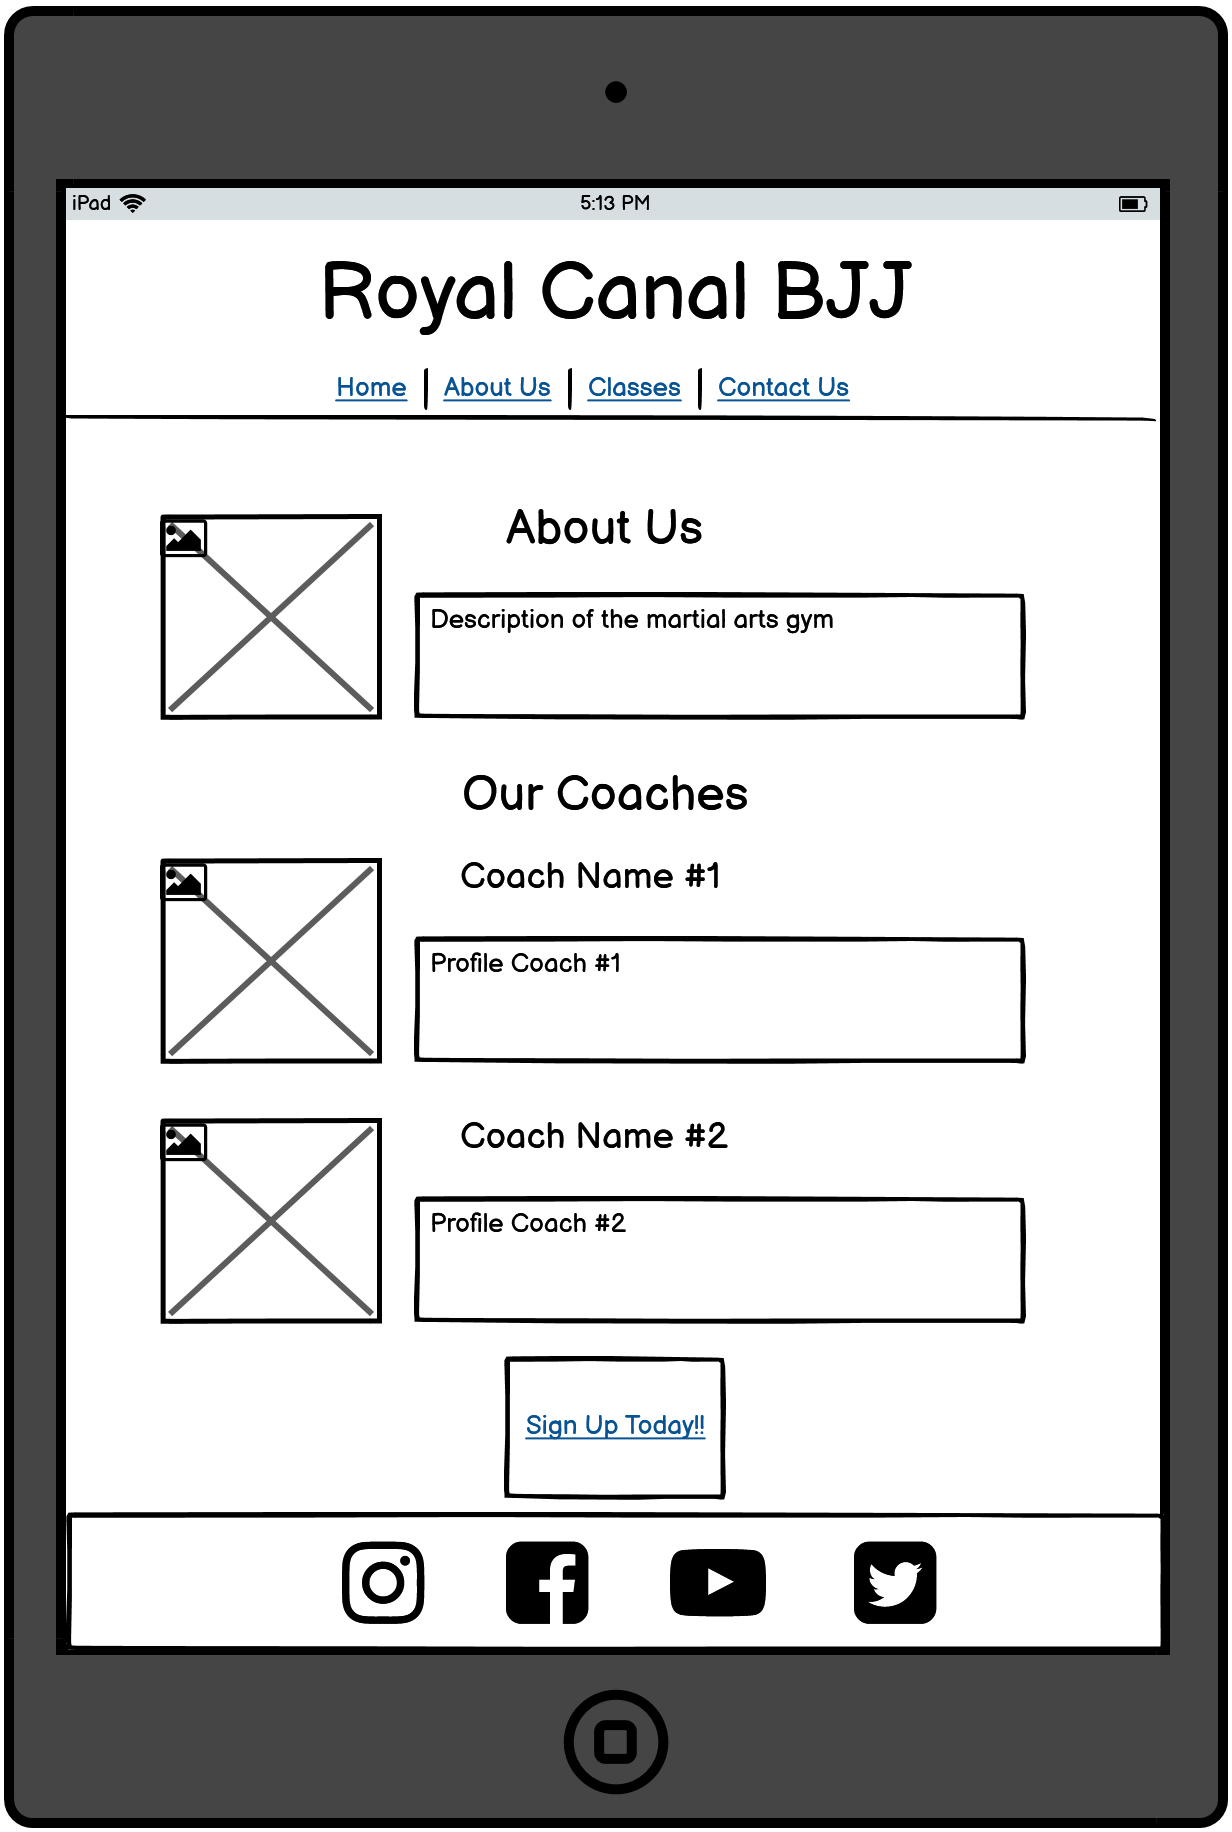 iPad 5:13 PM
Royal Canal BJJ
Home About Us Classes Contact Us
About Us
Description of the martial arts gym
Our Coaches
Coach Name #1
Profile Coach #1
Coach Name #2
Profile Coach #2
Sign Up Today!!